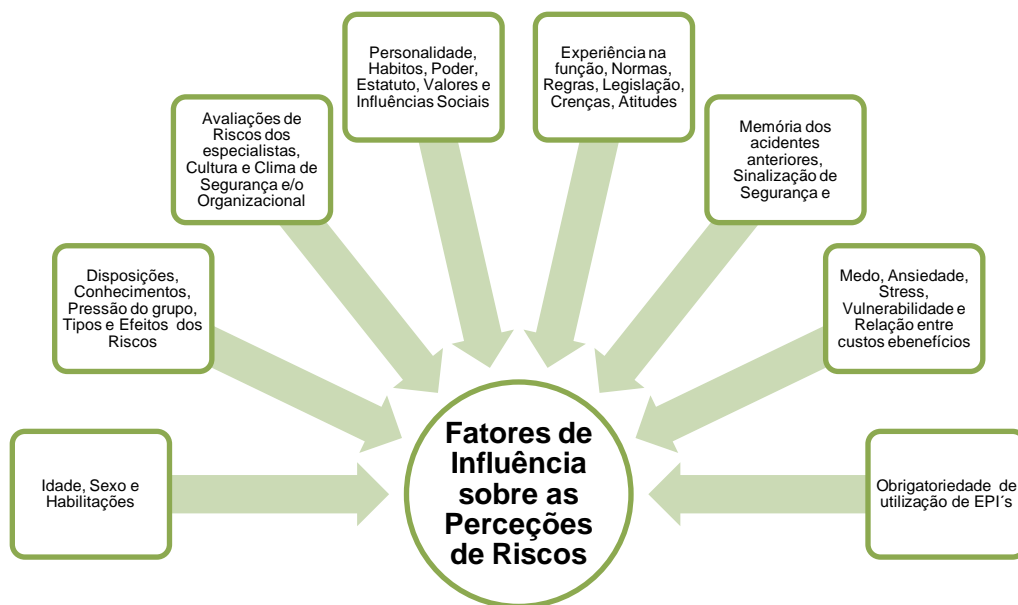 Idade, Sexo e
Habilitações
Disposições,
Conhecimentos,
Pressão do grupo,
Tipos e Efeitos dos
Riscos
Avaliações de
Riscos dos
especialistas,
Cultura e Clima de
Segurança e/o
Organizacional
Personalidade,
Habitos, Poder,
Estatuto, Valores e
Influências Sociais
Experiência na
função, Normas,
Regras, Legislação,
Crenças, Atitudes
Memória dos
acidentes
anteriores,
Sinalização de
Segurança e
Medo, Ansiedade,
Stress,
Vulnerabilidade e
Relação entre
custos ebenefícios
Obrigatoriedade de
utilização de EPI´s
Fatores de
Influência
sobre as
Perceções
de Riscos